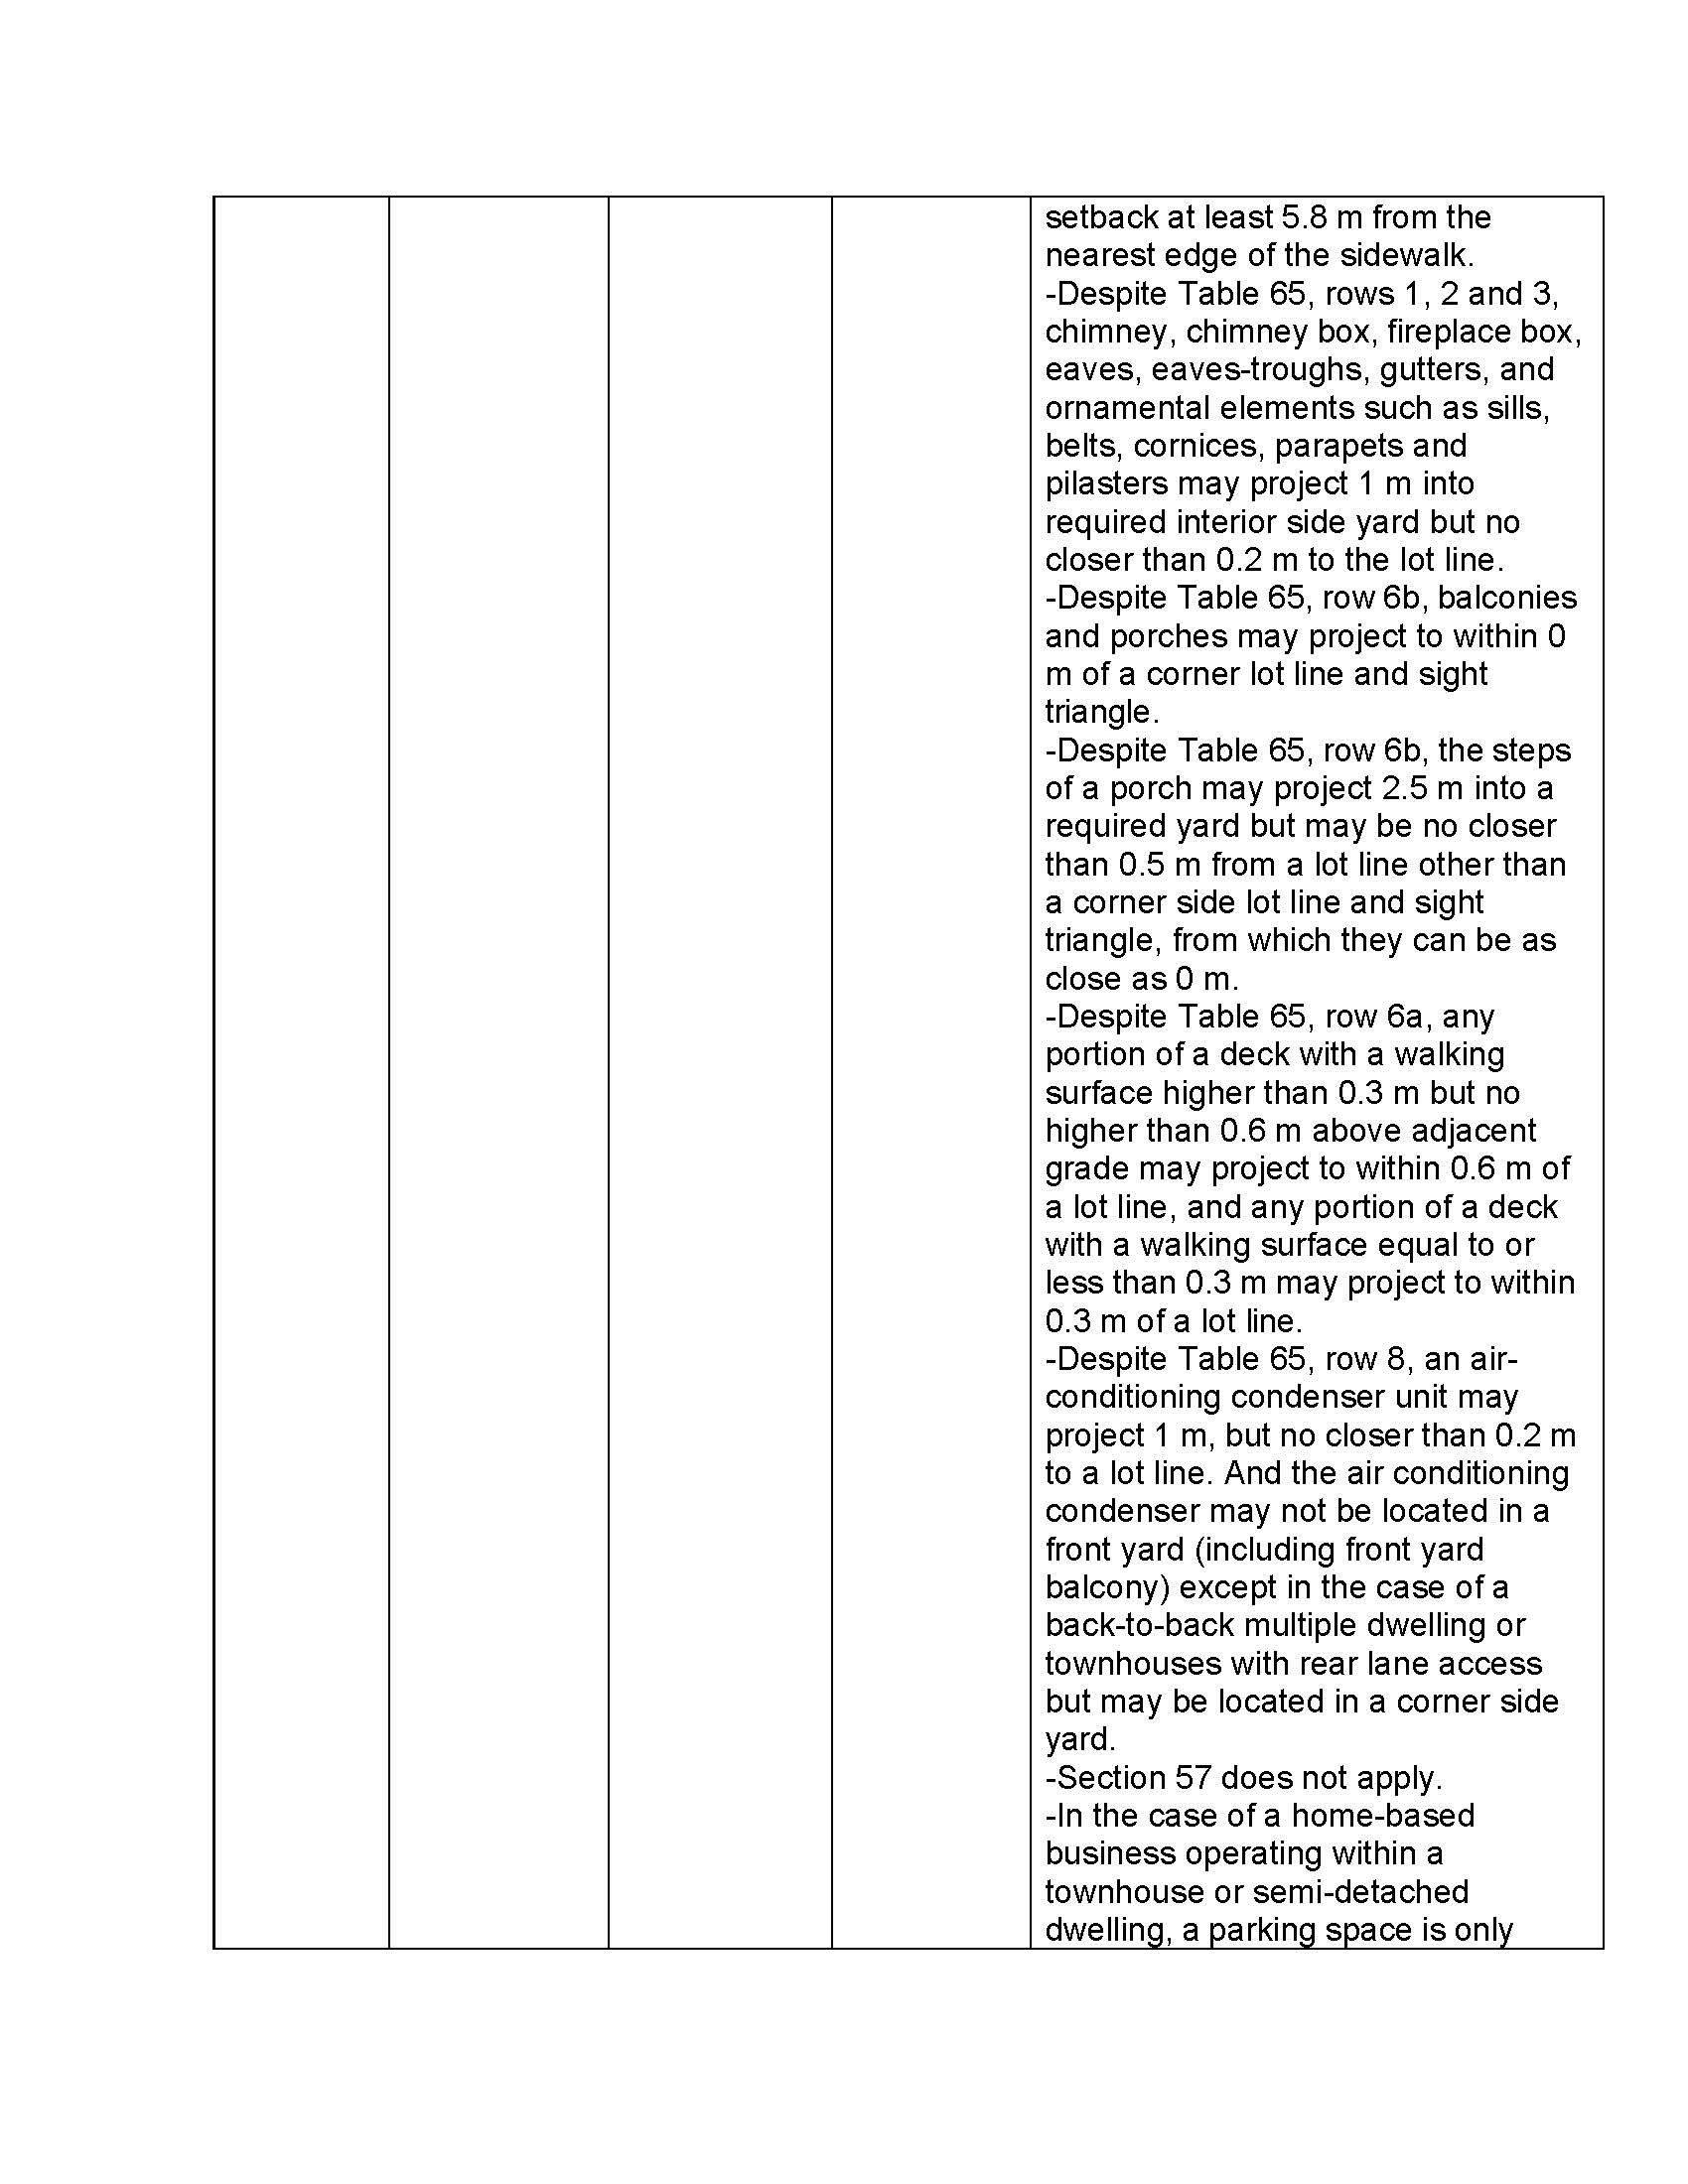 setback at least 5.8 m from the
nearest edge of the sidewalk.
-Despite Table 65, rows 1, 2 and 3,
chimney, chimney box, fireplace box,
eaves, eaves-troughs, gutters, and
ornamental elements such as sills,
belts, cornices, parapets and
pilasters may project 1 m into
required interior side yard but no
closer than 0.2 m to the lot line.
-Despite Table 65, row 6b, balconies
and porches may project to within 0
m of a corner lot line and sight
triangle.
-Despite Table 65, row 6b, the steps
of a porch may project 2.5 m into a
required yard but may be no closer
than 0.5 m from a lot line other than
a corner side lot line and sight
triangle, from which they can be as
close as 0 m.
-Despite Table 65, row 6a, any
portion of a deck with a walking
surface higher than 0.3 m but no
higher than 0.6 m above adjacent
grade may project to within 0.6 m of
a lot line, and any portion of a deck
with a walking surface equal to or
less than 0.3 m may project to within
0.3 m of a lot line.
-Despite Table 65, row 8, an air-
conditioning condenser unit may
project 1 m, but no closer than 0.2 m
to a lot line. And the air conditioning
condenser may not be located in a
front yard (including front yard
balcony) except in the case of a
back-to-back multiple dwelling or
townhouses with rear lane access
but may be located in a corner side
yard.
-Section 57 does not apply.
-In the case of a home-based
business operating within a
townhouse or semi-detached
dwelling, a parking space is only